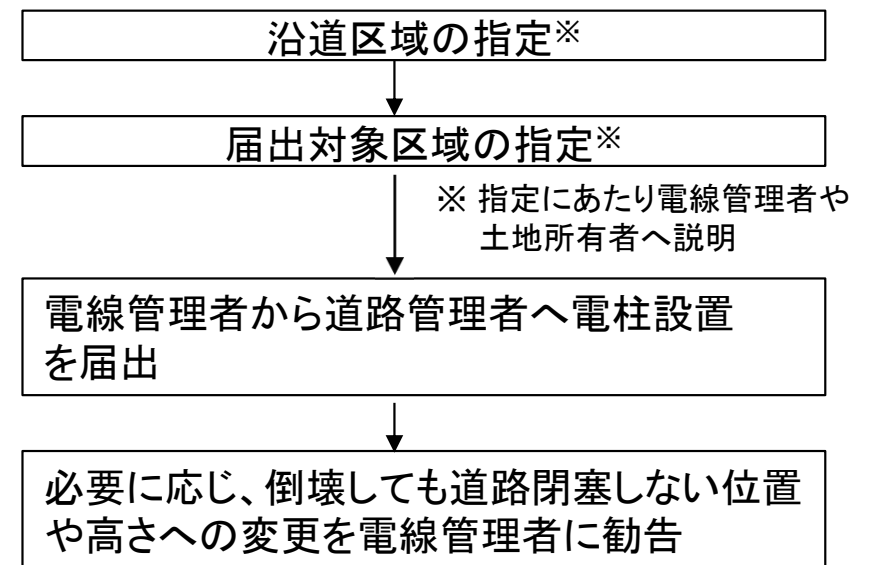 沿道区域の指定※
届出対象区域の指定※
※ 指定にあたり電線管理者や
土地所有者へ説明
電線管理者から道路管理者へ電柱設置
を届出
必要に応じ、倒壊しても道路閉塞しない位置
や高さへの変更を電線管理者に勧告